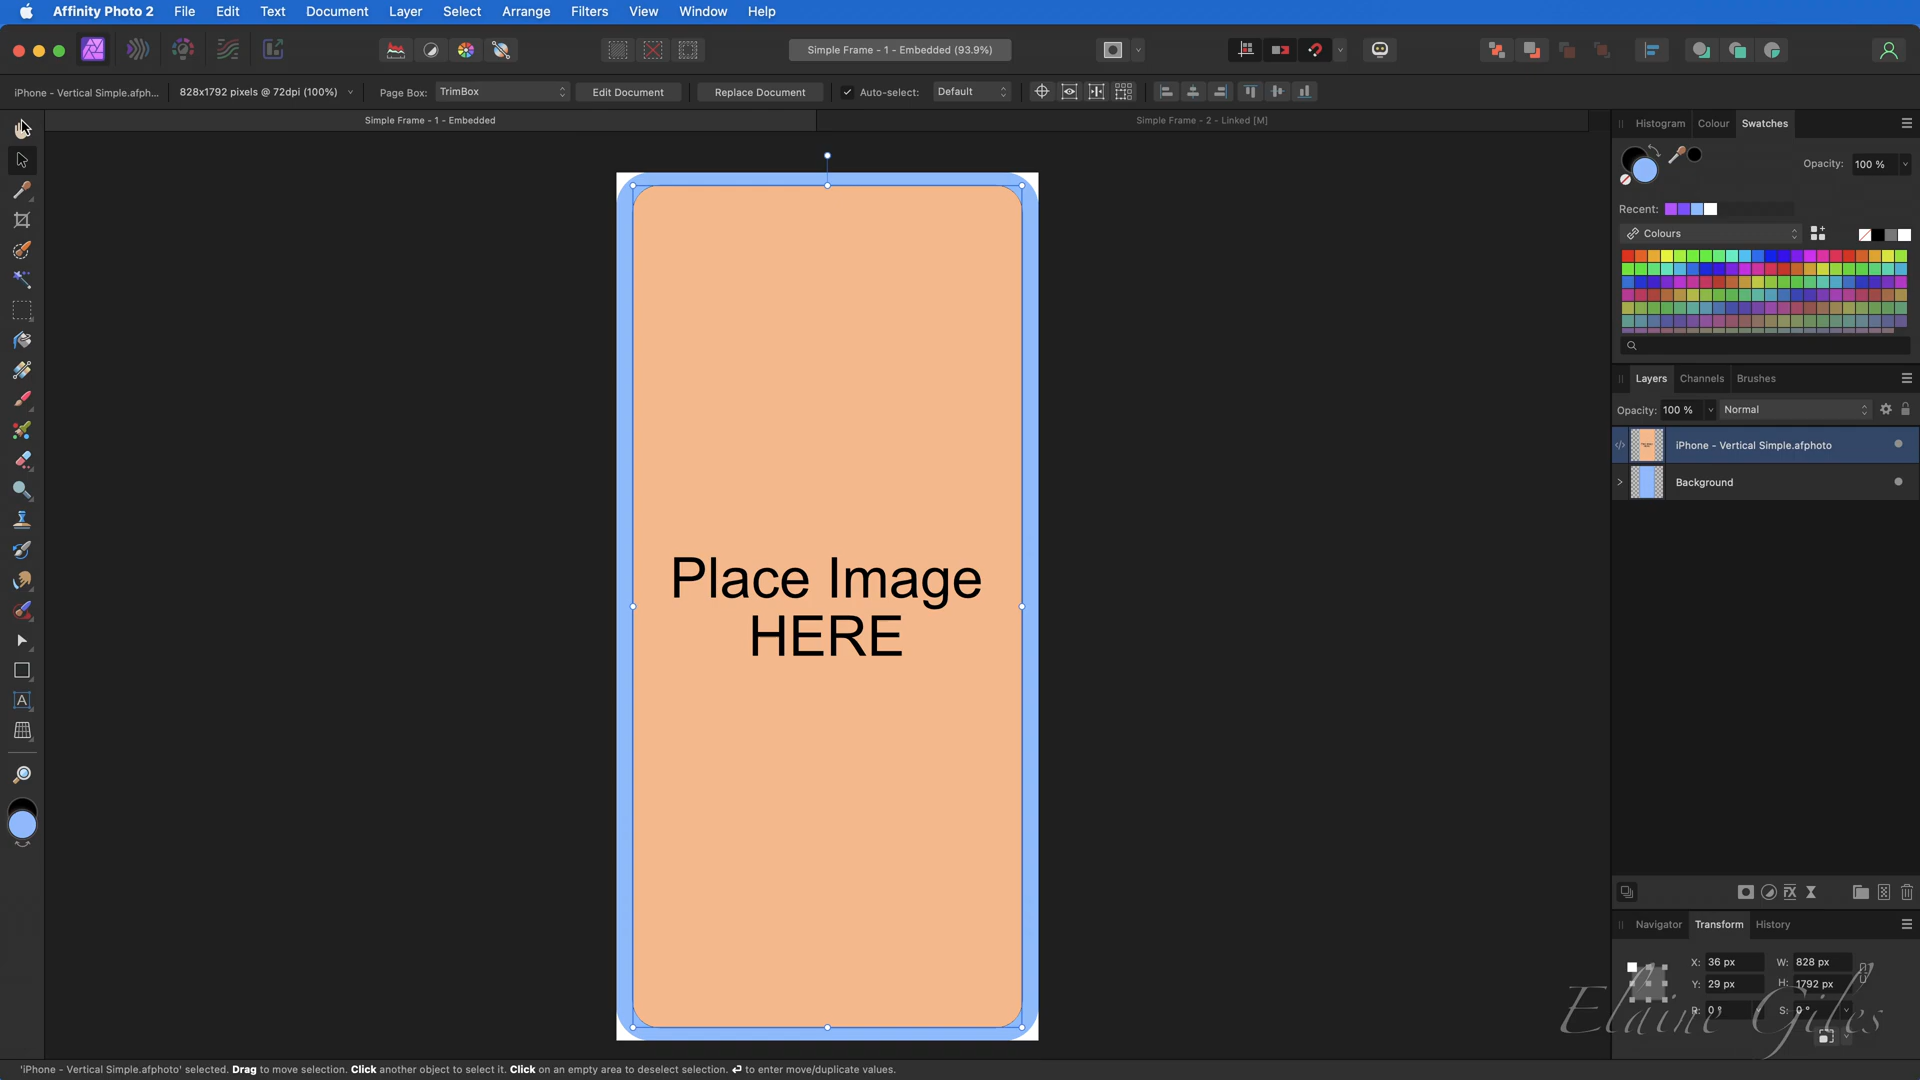 Affinity Photo 2 File Edit Text Document Layer Select Arrange Filters View Window Help
Simple Frame - 1 - Embedded (93.9%)
iPhone - Vertical Simple.afph... 828x1792 pixels @ 72dpi (100%) Page Box: TrimBox Edit Document Replace Document Auto-select: Default
Simple Frame - 1 - Embedded Simple Frame - 2 - Linked [M]
Histogram Colour Swatches
Opacity: 100 %
Recent:
Colours
Layers Channels Brushes
Opacity: 100 % Normal
iPhone - Vertical Simple.afphoto
Background
Place Image
HERE
Navigator Transform History
X: 36 px W: 828 px
Y: 29 px H: 1792 px
R: 0 ° S: 0 °
Elaine Giles
'iPhone - Vertical Simple.afphoto' selected. Drag to move selection. Click another object to select it. Click on an empty area to deselect selection. ↵ to enter move/duplicate values.